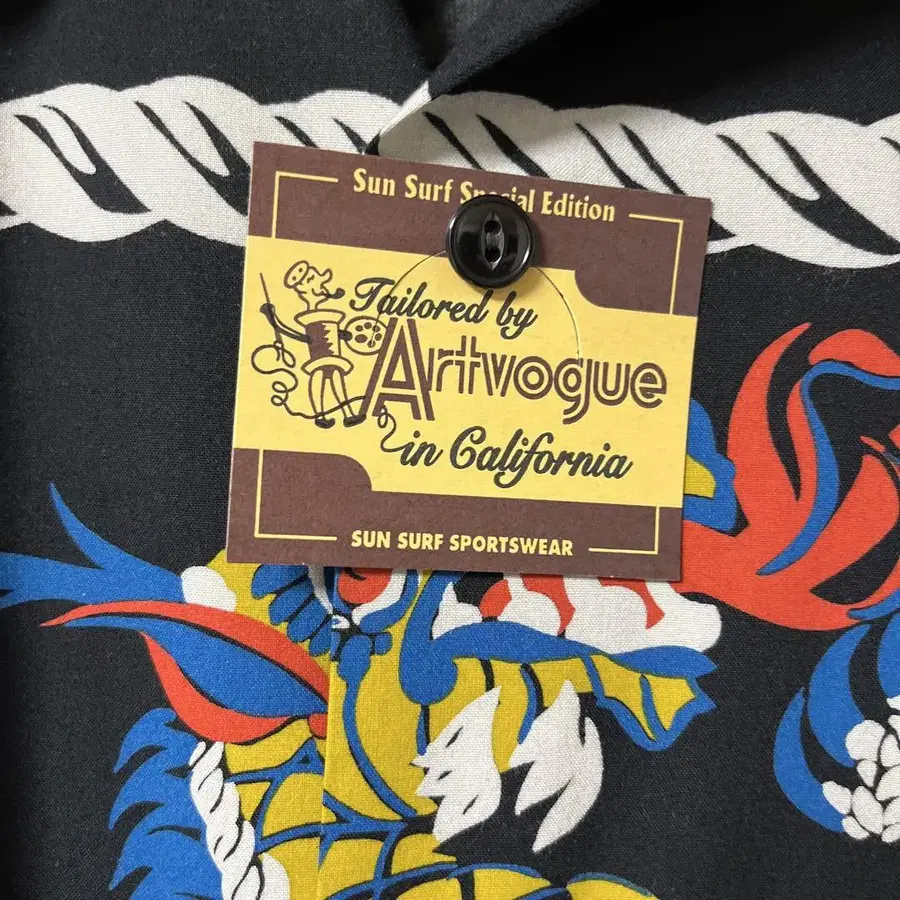 Sun Surf Special Edition
Tailored by
Artvogue
in California
SUN SURF SPORTSWEAR